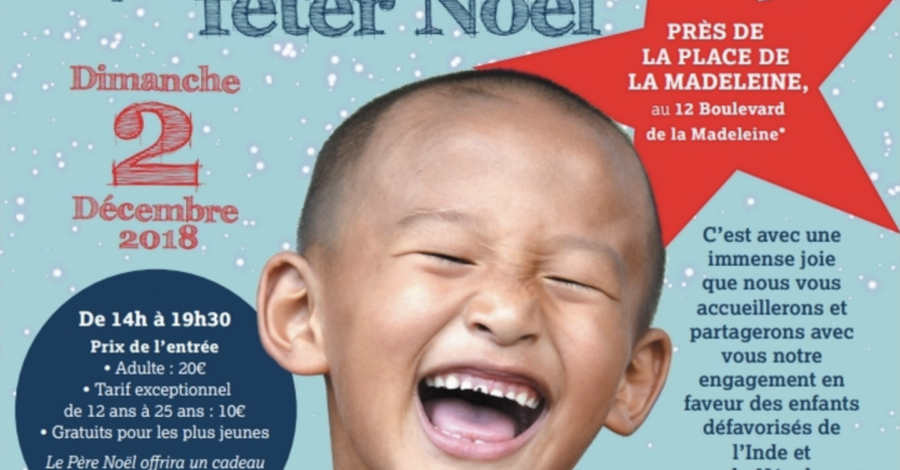 fêter Noël
Dimanche
2
Décembre
2018
PRÈS DE
LA PLACE DE
LA MADELEINE,
au 12 Boulevard
de la Madeleine*
De 14h à 19h30
Prix de l'entrée
• Adulte : 20€
• Tarif exceptionnel
de 12 ans à 25 ans : 10€
• Gratuits pour les plus jeunes
Le Père Noël offrira un cadeau
C'est avec une
immense joie
que nous vous
accueillerons et
partagerons avec
vous notre
engagement en
faveur des enfants
défavorisés de
l'Inde et